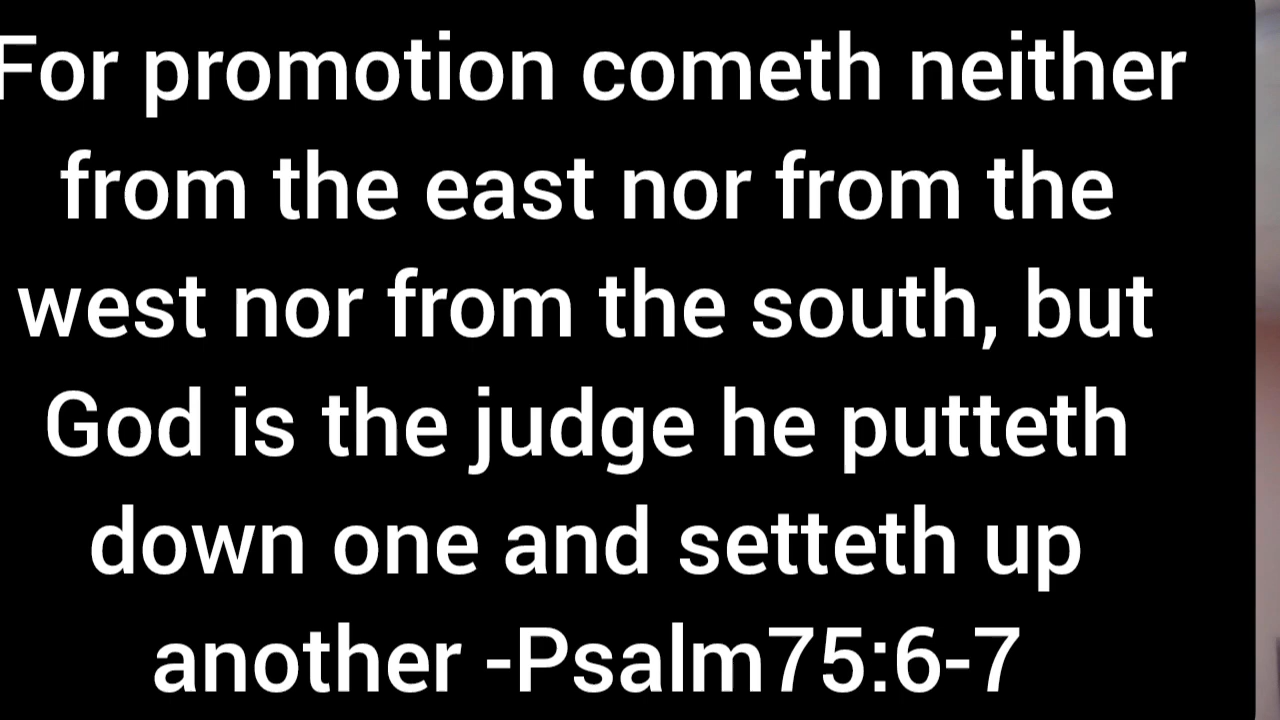 For promotion cometh neither
from the east nor from the
west nor from the south, but
God is the judge he putteth
down one and setteth up
another -Psalm75:6-7